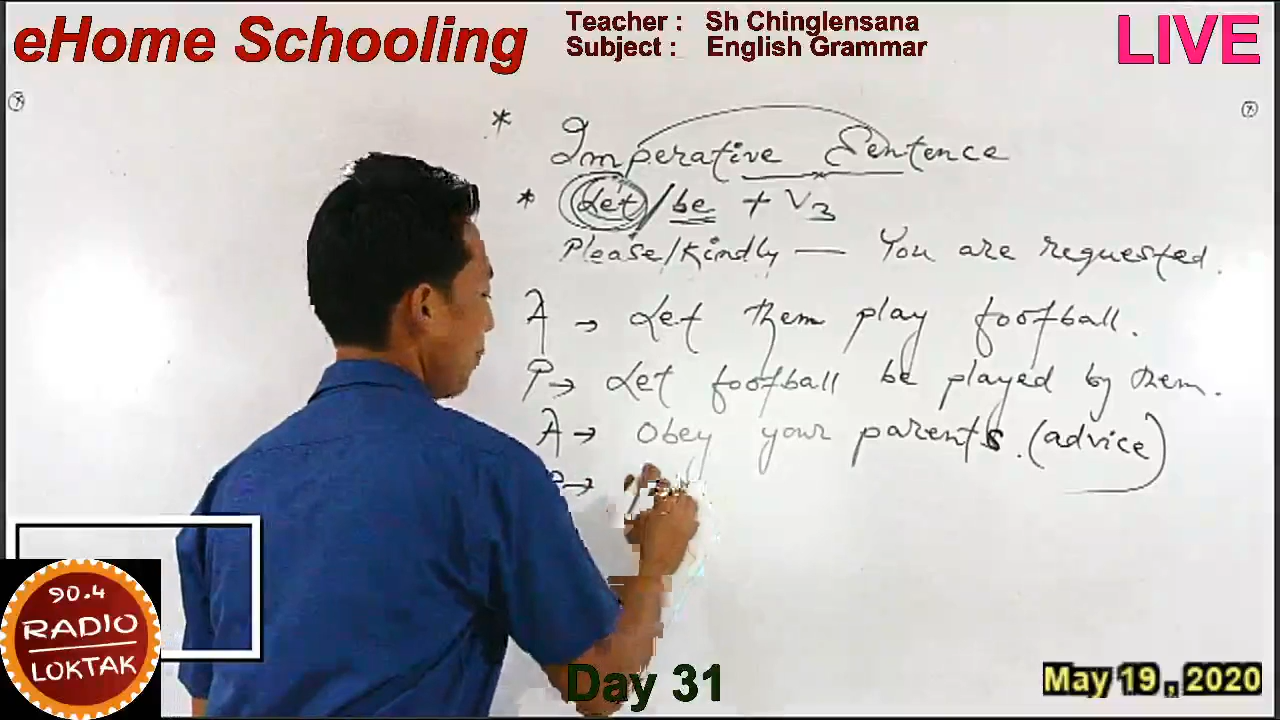 eHome Schooling
Teacher : Sh Chinglensana
Subject : English Grammar
LIVE
* Imperative Sentence
* Let/be + V3
Please/Kindly — You are requested.
A → Let them play football.
P → Let football be played by them.
A → Obey your parents. (advice)
P →
90.4
RADIO
LOKTAK
Day 31
May 19 , 2020